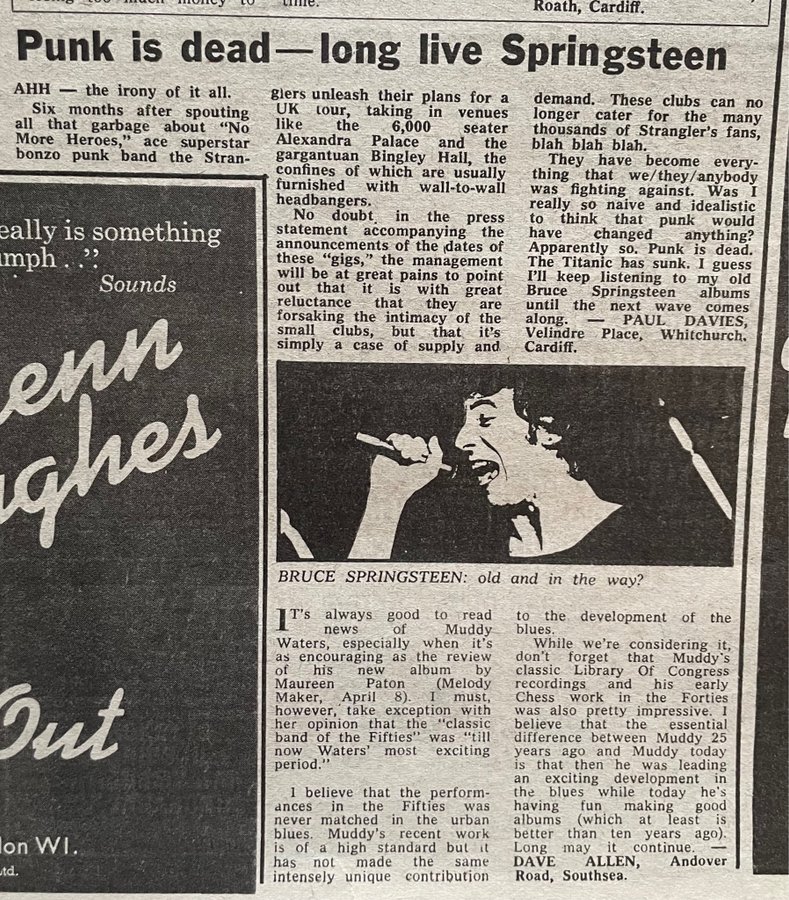 Roath, Cardiff.
Punk is dead—long live Springsteen
AHH — the irony of it all.
Six months after spouting
all that garbage about "No
More Heroes," ace superstar
bonzo punk band the Stran-
glers unleash their plans for a
UK tour, taking in venues
like the 6,000 seater
Alexandra Palace and the
gargantuan Bingley Hall, the
confines of which are usually
furnished with wall-to-wall
headbangers.
No doubt in the press
statement accompanying the
announcements of the dates of
these "gigs," the management
will be at great pains to point
out that it is with great
reluctance that they are
forsaking the intimacy of the
small clubs, but that it's
simply a case of supply and
demand. These clubs can no
longer cater for the many
thousands of Strangler's fans,
blah blah blah.
They have become every-
thing that we/they/anybody
was fighting against. Was I
really so naive and idealistic
to think that punk would
have changed anything?
Apparently so. Punk is dead.
The Titanic has sunk. I guess
I'll keep listening to my old
Bruce Springsteen albums
until the next wave comes
along. — PAUL DAVIES,
Velindre Place, Whitchurch,
Cardiff.
BRUCE SPRINGSTEEN: old and in the way?
IT's always good to read
news of Muddy
Waters, especially when it's
as encouraging as the review
of his new album by
Maureen Paton (Melody
Maker, April 8). I must,
however, take exception with
her opinion that the "classic
band of the Fifties" was "till
now Waters' most exciting
period."
I believe that the perform-
ances in the Fifties was
never matched in the urban
blues. Muddy's recent work
is of a high standard but it
has not made the same
intensely unique contribution
to the development of the
blues.
While we're considering it,
don't forget that Muddy's
classic Library Of Congress
recordings and his early
Chess work in the Forties
was also pretty impressive. I
believe that the essential
difference between Muddy 25
years ago and Muddy today
is that then he was leading
an exciting development in
the blues while today he's
having fun making good
albums (which at least is
better than ten years ago).
Long may it continue. —
DAVE ALLEN, Andover
Road, Southsea.
eally is something
umph . ."
Sounds
enn
ughes
Out
don W1.
Ltd.